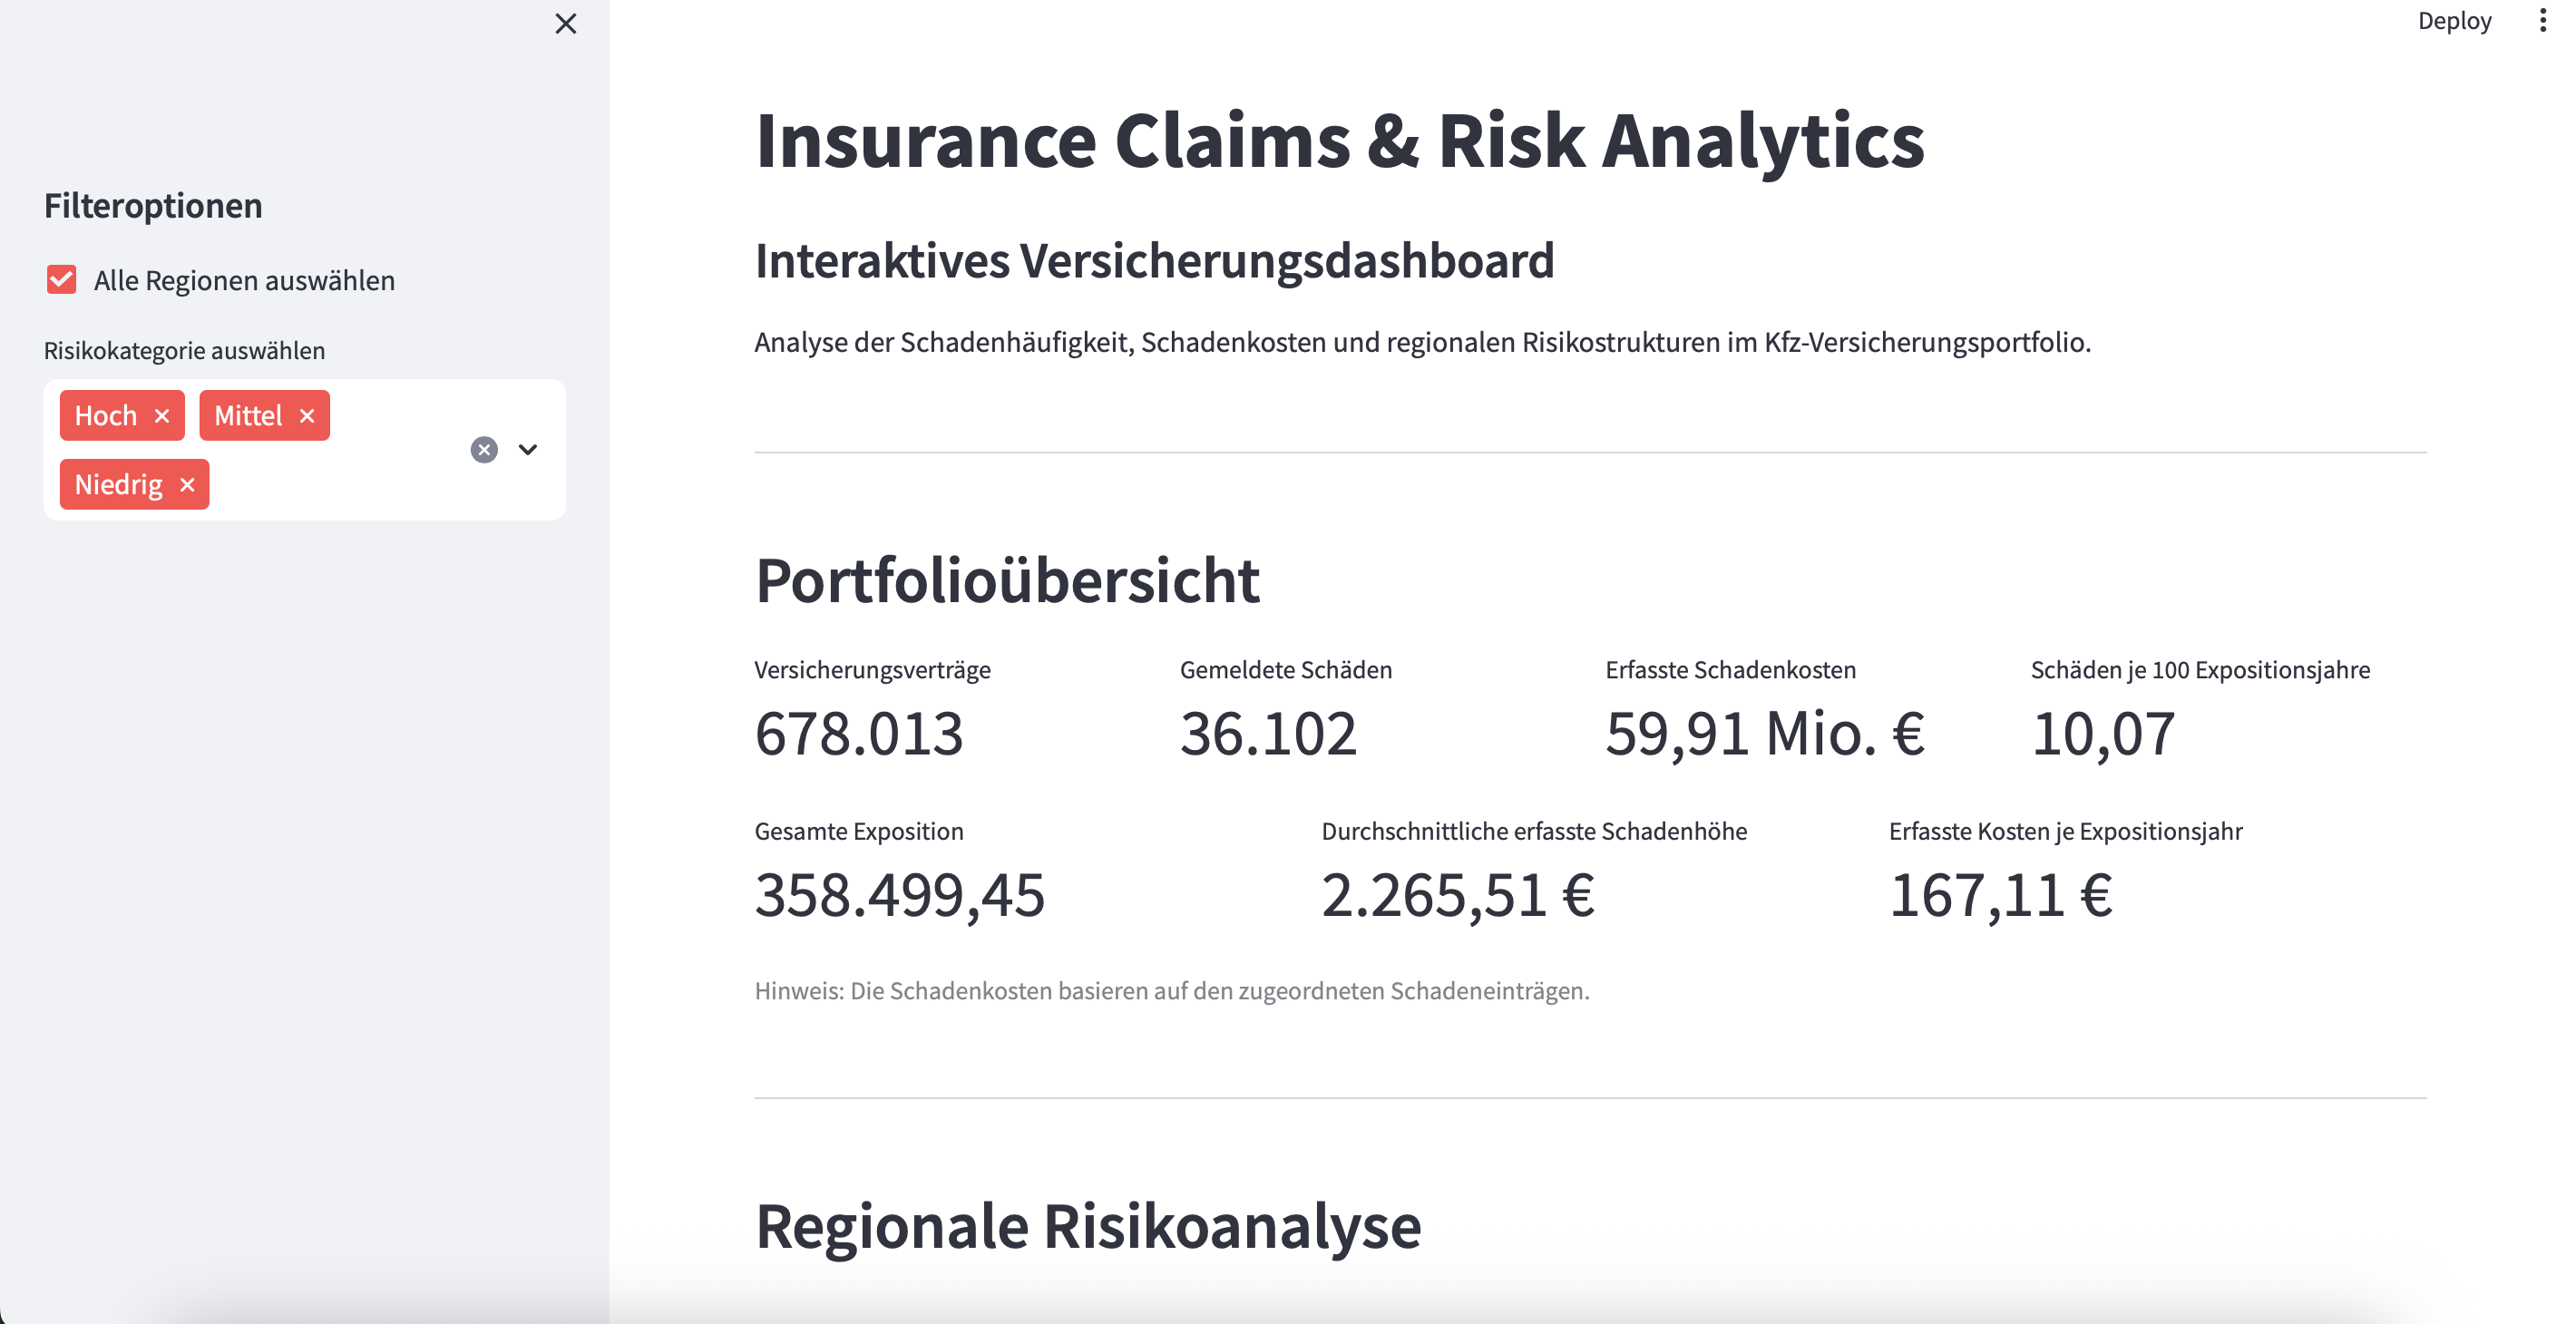 Deploy
Filteroptionen
Alle Regionen auswählen
Risikokategorie auswählen
Hoch
Mittel
Niedrig
Insurance Claims & Risk Analytics
Interaktives Versicherungsdashboard
Analyse der Schadenhäufigkeit, Schadenkosten und regionalen Risikostrukturen im Kfz-Versicherungsportfolio.
Portfolioübersicht
Versicherungsverträge
678.013
Gemeldete Schäden
36.102
Erfasste Schadenkosten
59,91 Mio. €
Schäden je 100 Expositionsjahre
10,07
Gesamte Exposition
358.499,45
Durchschnittliche erfasste Schadenhöhe
2.265,51 €
Erfasste Kosten je Expositionsjahr
167,11 €
Hinweis: Die Schadenkosten basieren auf den zugeordneten Schadeneinträgen.
Regionale Risikoanalyse